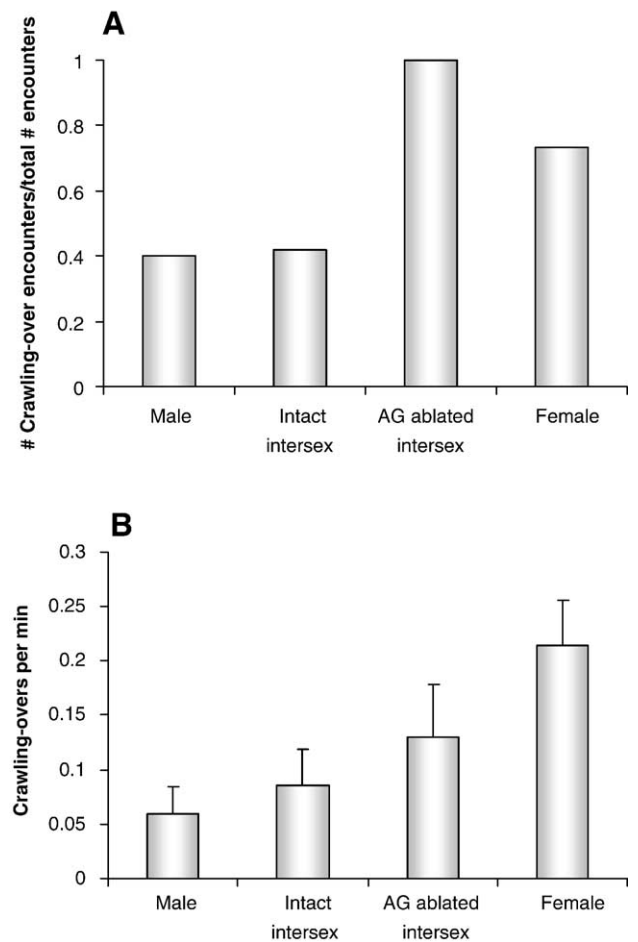 A
# Crawling-over encounters/total # encounters
1
0.8
0.6
0.4
0.2
0
Male
Intact
intersex
AG ablated
intersex
Female
B
Crawling-overs per min
0.3
0.25
0.2
0.15
0.1
0.05
0
Male
Intact
intersex
AG ablated
intersex
Female